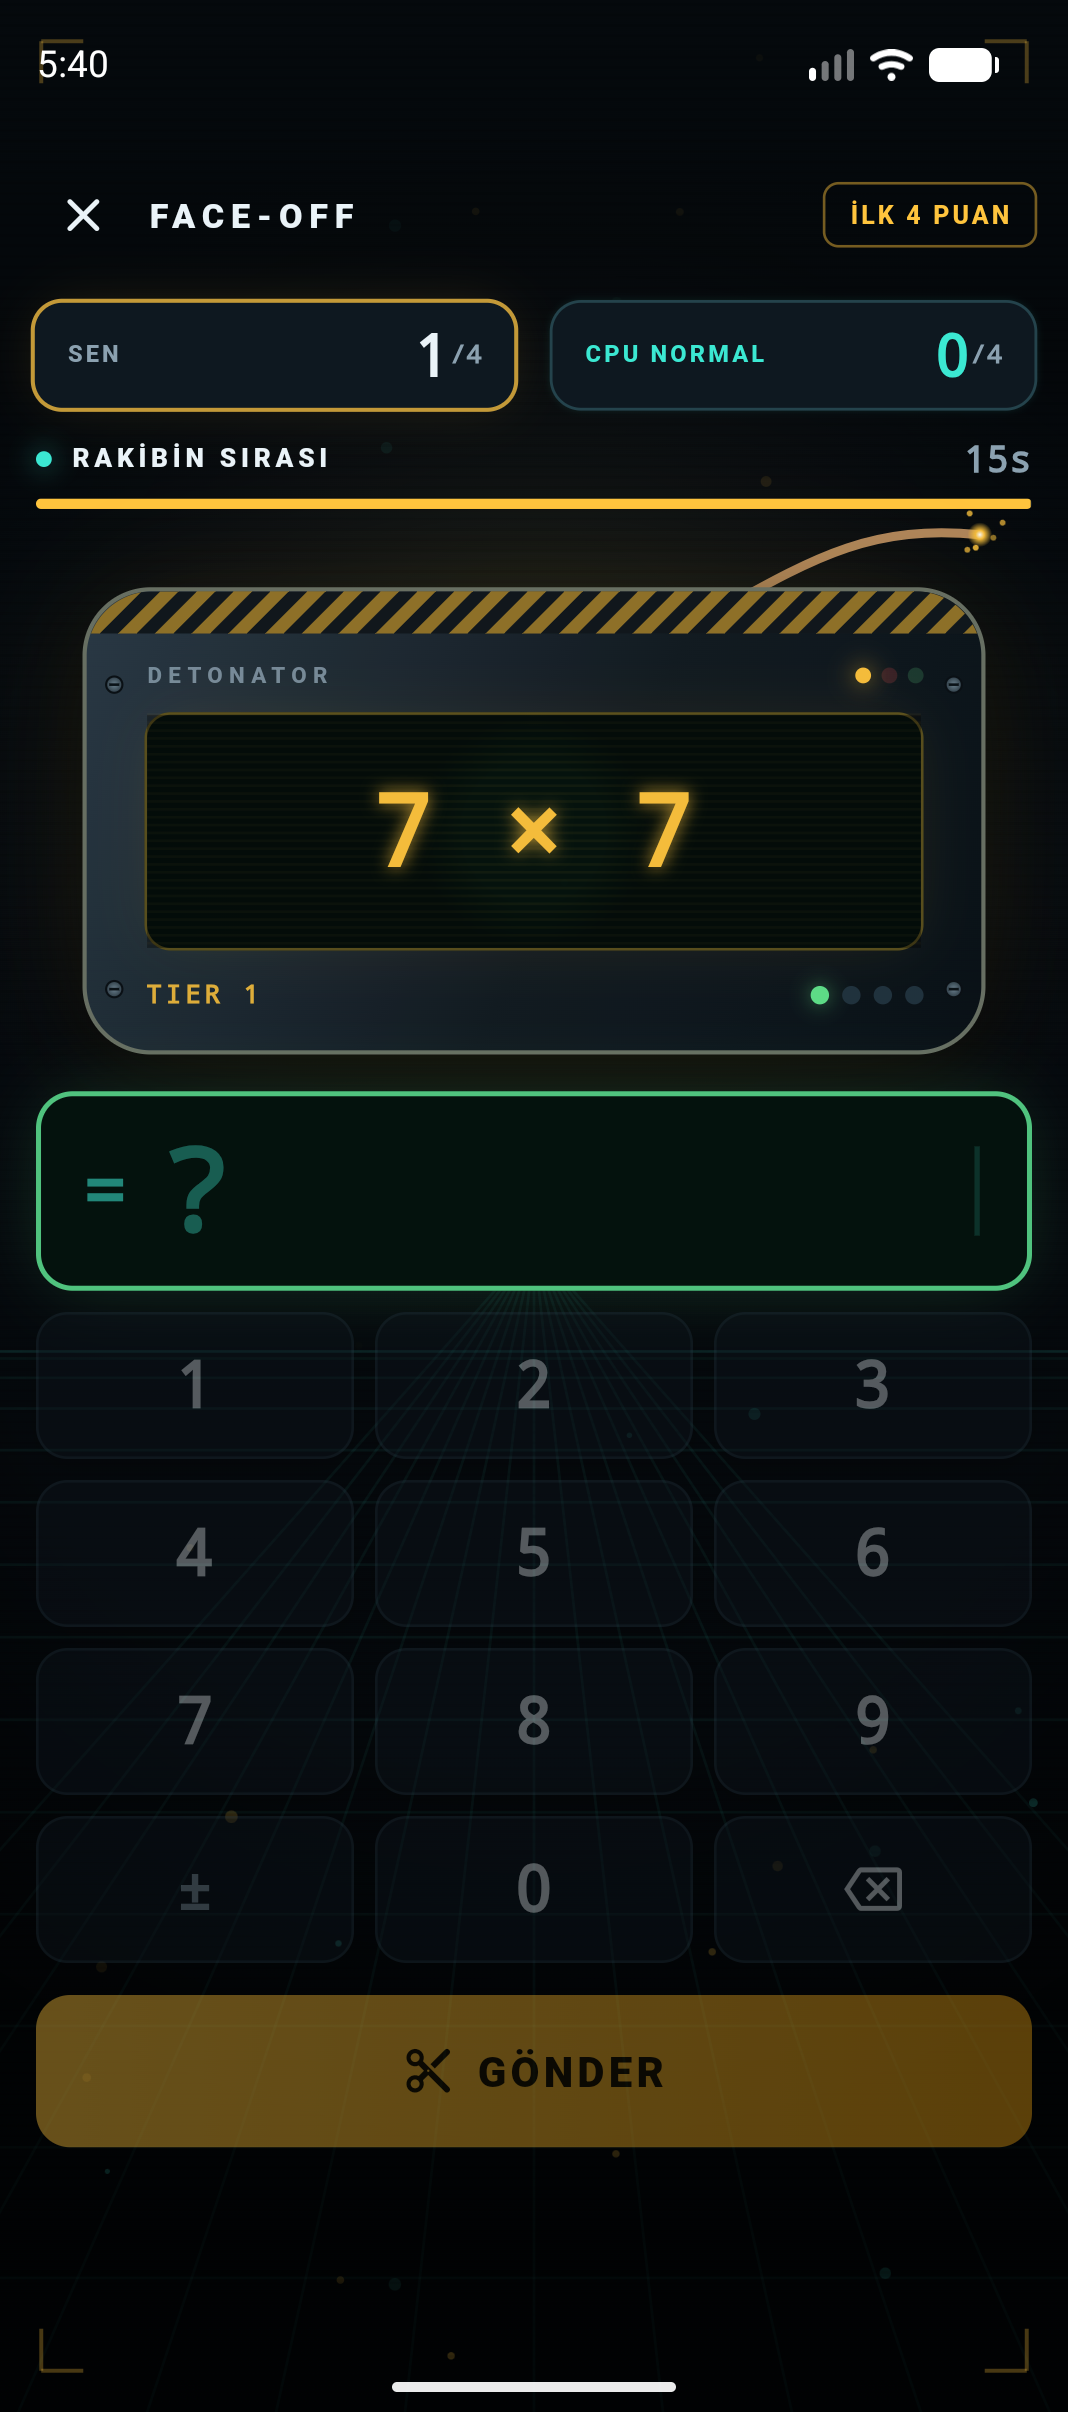 5:40
FACE-OFF
İLK 4 PUAN
SEN 1/4
CPU NORMAL 0/4
RAKİBİN SIRASI 15s
DETONATOR
7 × 7
TIER 1
= ?
1 2 3
4 5 6
7 8 9
± 0
GÖNDER